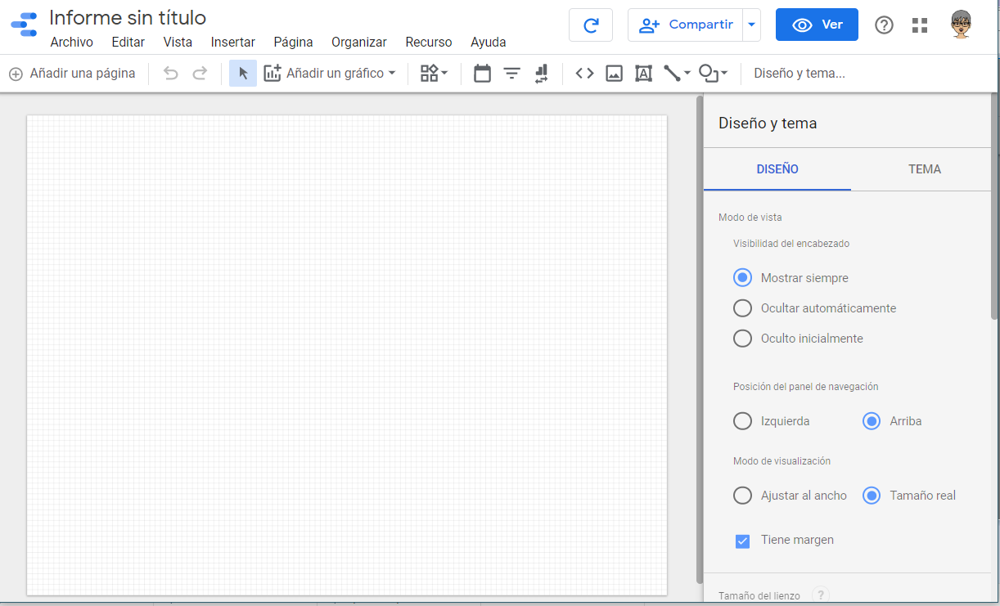 Informe sin título
Archivo Editar Vista Insertar Página Organizar Recurso Ayuda
Compartir
Ver
Añadir una página
Añadir un gráfico
Diseño y tema...
Diseño y tema
DISEÑO TEMA
Modo de vista
Visibilidad del encabezado
Mostrar siempre
Ocultar automáticamente
Oculto inicialmente
Posición del panel de navegación
Izquierda Arriba
Modo de visualización
Ajustar al ancho Tamaño real
Tiene margen
Tamaño del lienzo ?